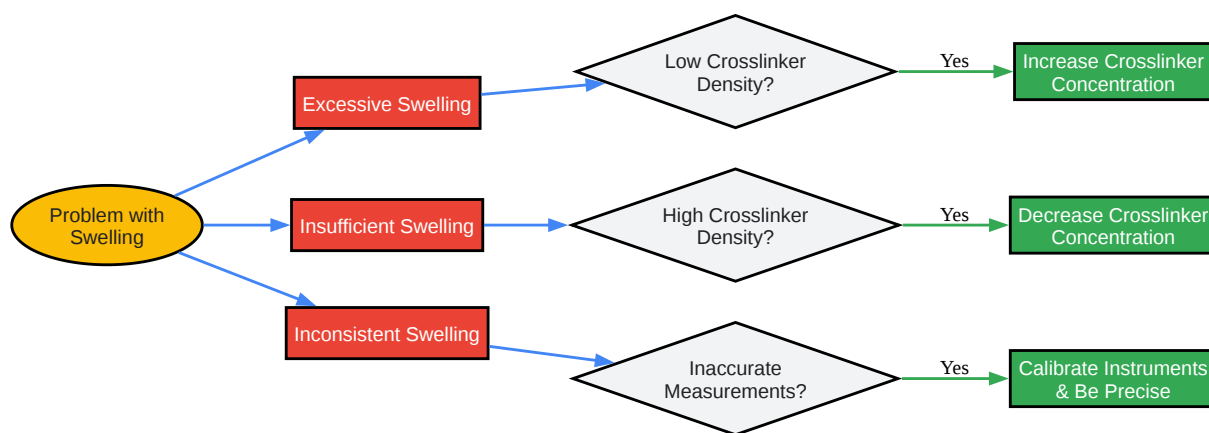 Low Crosslinker
Density?
Yes
Increase Crosslinker
Concentration
Excessive Swelling
Problem with
Swelling
Insufficient Swelling
High Crosslinker
Density?
Yes
Decrease Crosslinker
Concentration
Inconsistent Swelling
Inaccurate
Measurements?
Yes
Calibrate Instruments
& Be Precise